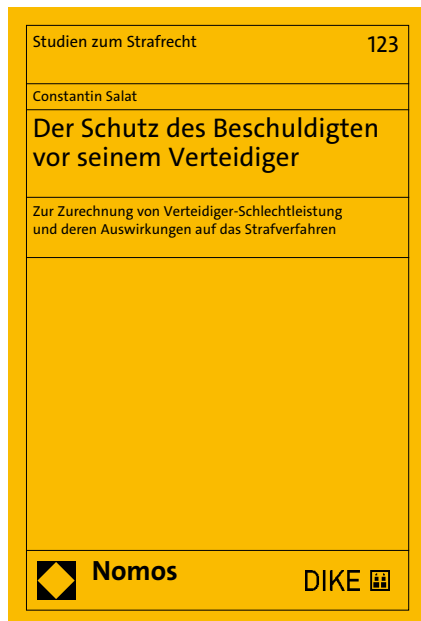 Studien zum Strafrecht 123
Constantin Salat
Der Schutz des Beschuldigten
vor seinem Verteidiger
Zur Zurechnung von Verteidiger-Schlechtleistung
und deren Auswirkungen auf das Strafverfahren
Nomos
DIKE